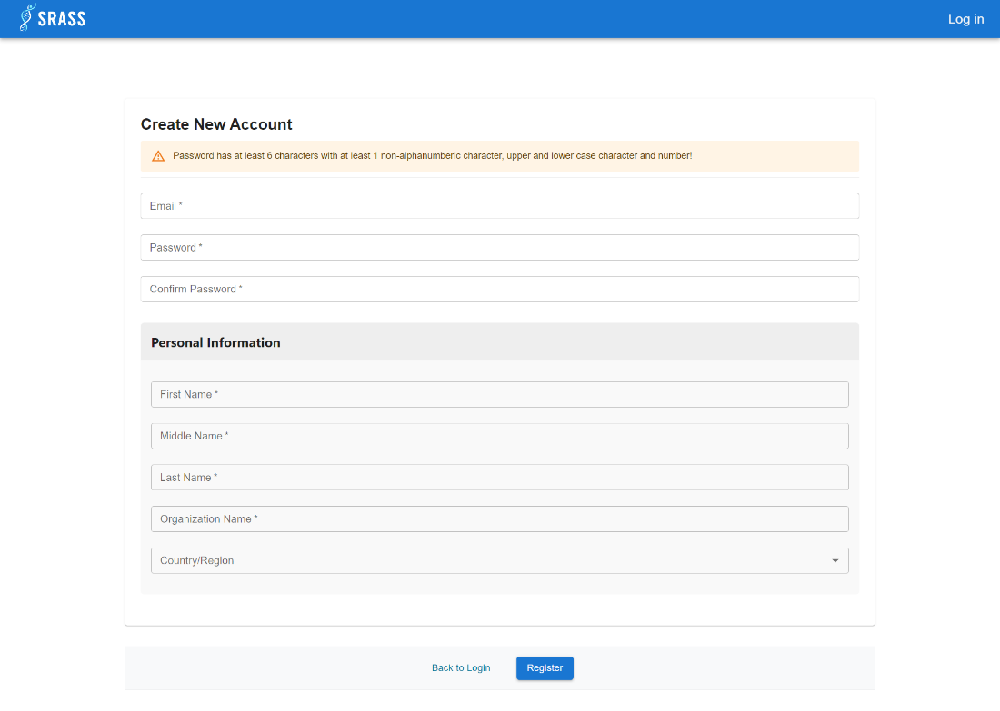 SRASS
Log in
Create New Account
Password has at least 6 characters with at least 1 non-alphanumberic character, upper and lower case character and number!
Email *
Password *
Confirm Password *
Personal Information
First Name *
Middle Name *
Last Name *
Organization Name *
Country/Region
Back to Login
Register